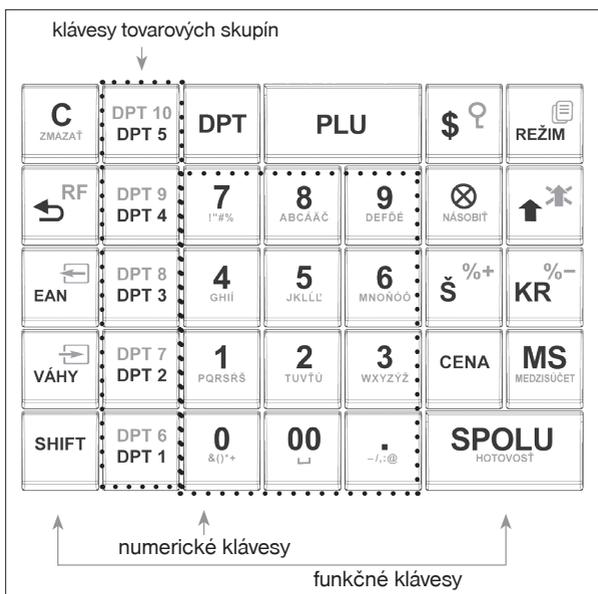 klávesy tovarových skupín
C
ZMAZAŤ
DPT 10
DPT 5
DPT
PLU
$
REŽIM
RF
DPT 9
DPT 4
7
!"#%
8
ABCÁÄČ
9
DEFĎÉ
NÁSOBIŤ
EAN
DPT 8
DPT 3
4
GHIÍ
5
JKLĹĽ
6
MNOŇÓÔ
Š %+
KR %–
VÁHY
DPT 7
DPT 2
1
PQRSŔŠ
2
TUVŤÚ
3
WXYZÝŽ
CENA
MS
MEDZISÚČET
SHIFT
DPT 6
DPT 1
0
&()*+
00
.
–/,:@
SPOLU
HOTOVOSŤ
numerické klávesy
funkčné klávesy